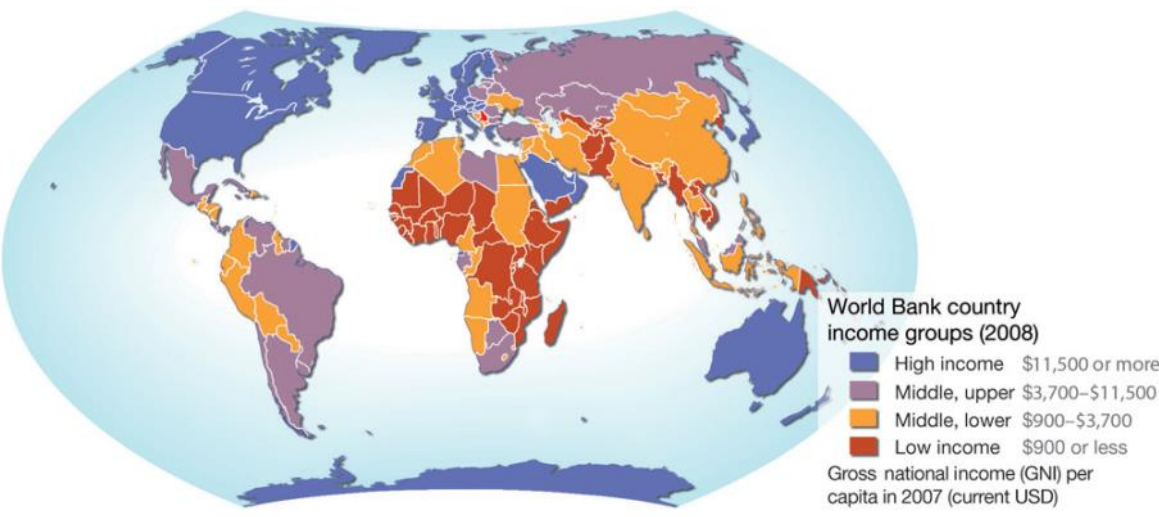 World Bank country
income groups (2008)
High income $11,500 or more
Middle, upper $3,700–$11,500
Middle, lower $900–$3,700
Low income $900 or less
Gross national income (GNI) per
capita in 2007 (current USD)